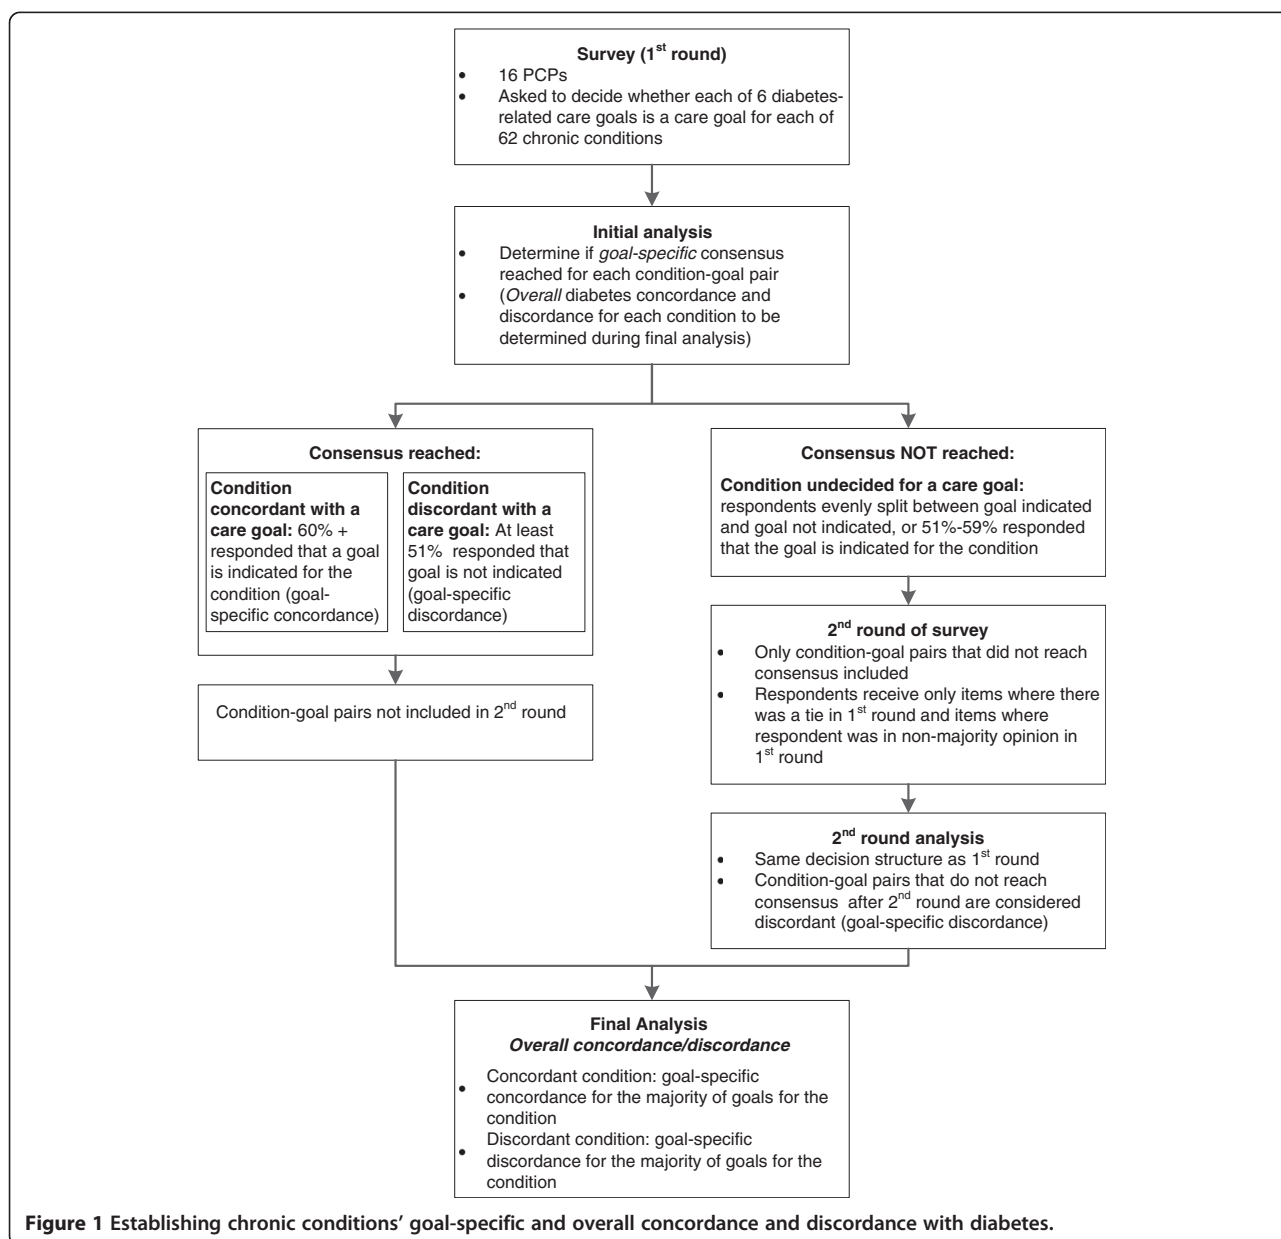 Survey (1st round)
• 16 PCPs
• Asked to decide whether each of 6 diabetes-
related care goals is a care goal for each of
62 chronic conditions
Initial analysis
• Determine if goal-specific consensus
reached for each condition-goal pair
• (Overall diabetes concordance and
discordance for each condition to be
determined during final analysis)
Consensus reached:
Condition
concordant with a
care goal: 60% +
responded that a goal
is indicated for the
condition (goal-
specific concordance)
Condition
discordant with a
care goal: At least
51% responded that
goal is not indicated
(goal-specific
discordance)
Condition-goal pairs not included in 2nd round
Consensus NOT reached:
Condition undecided for a care goal:
respondents evenly split between goal indicated
and goal not indicated, or 51%-59% responded
that the goal is indicated for the condition
2nd round of survey
• Only condition-goal pairs that did not reach
consensus included
• Respondents receive only items where there
was a tie in 1st round and items where
respondent was in non-majority opinion in
1st round
2nd round analysis
• Same decision structure as 1st round
• Condition-goal pairs that do not reach
consensus after 2nd round are considered
discordant (goal-specific discordance)
Final Analysis
Overall concordance/discordance
• Concordant condition: goal-specific
concordance for the majority of goals for the
condition
• Discordant condition: goal-specific
discordance for the majority of goals for the
condition
Figure 1 Establishing chronic conditions' goal-specific and overall concordance and discordance with diabetes.